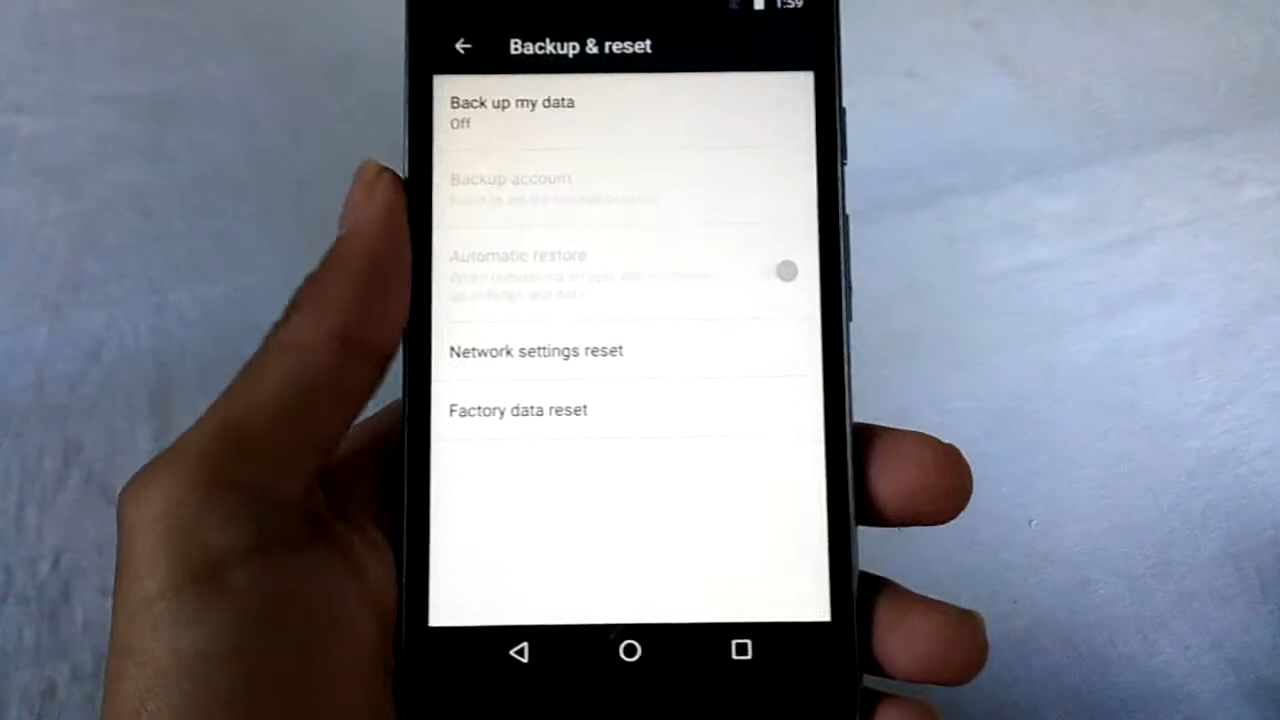 1:59
Backup & reset
Back up my data
Off
Backup account
Automatic restore
Network settings reset
Factory data reset